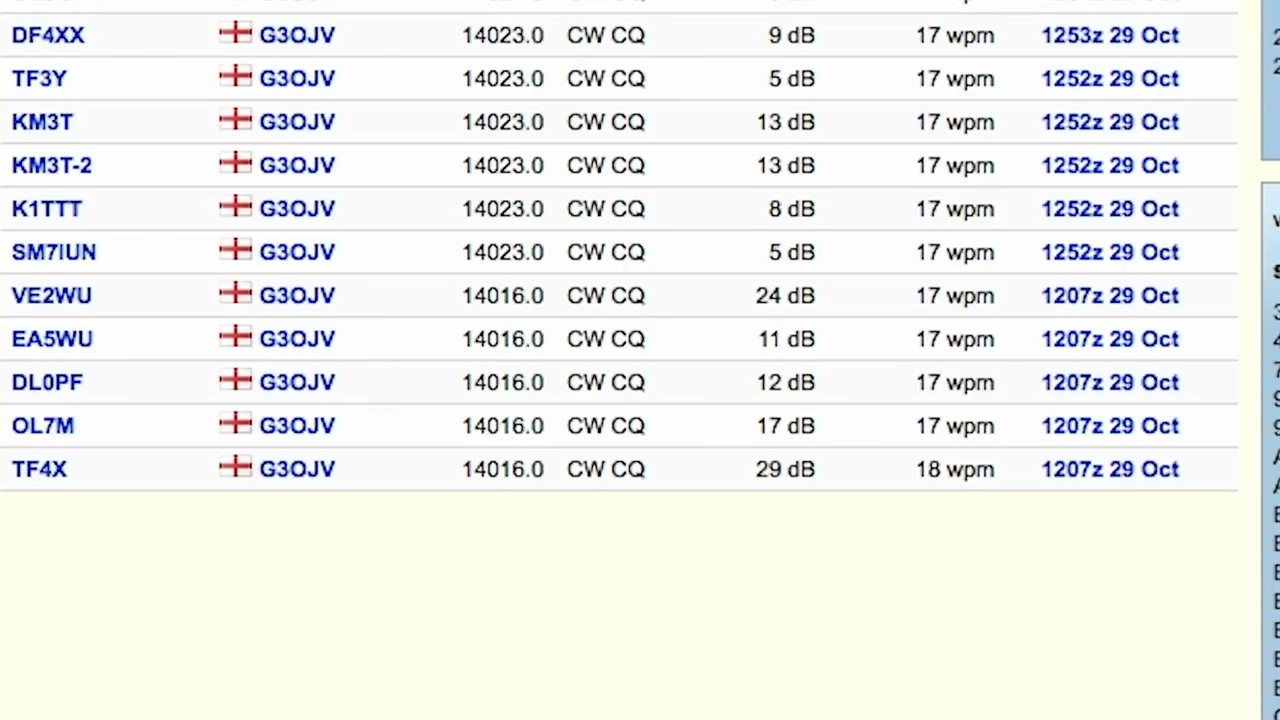 DF4XX G3OJV 14023.0 CW CQ 9 dB 17 wpm 1253z 29 Oct
TF3Y G3OJV 14023.0 CW CQ 5 dB 17 wpm 1252z 29 Oct
KM3T G3OJV 14023.0 CW CQ 13 dB 17 wpm 1252z 29 Oct
KM3T-2 G3OJV 14023.0 CW CQ 13 dB 17 wpm 1252z 29 Oct
K1TTT G3OJV 14023.0 CW CQ 8 dB 17 wpm 1252z 29 Oct
SM7IUN G3OJV 14023.0 CW CQ 5 dB 17 wpm 1252z 29 Oct
VE2WU G3OJV 14016.0 CW CQ 24 dB 17 wpm 1207z 29 Oct
EA5WU G3OJV 14016.0 CW CQ 11 dB 17 wpm 1207z 29 Oct
DL0PF G3OJV 14016.0 CW CQ 12 dB 17 wpm 1207z 29 Oct
OL7M G3OJV 14016.0 CW CQ 17 dB 17 wpm 1207z 29 Oct
TF4X G3OJV 14016.0 CW CQ 29 dB 18 wpm 1207z 29 Oct